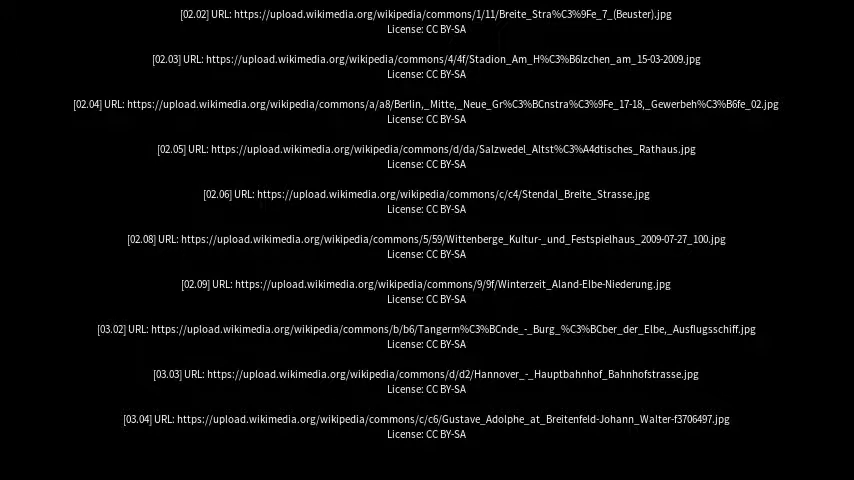 [02.02] URL: https://upload.wikimedia.org/wikipedia/commons/1/11/Breite_Stra%C3%9Fe_7_(Beuster).jpg
License: CC BY-SA
[02.03] URL: https://upload.wikimedia.org/wikipedia/commons/4/4f/Stadion_Am_H%C3%B6lzchen_am_15-03-2009.jpg
License: CC BY-SA
[02.04] URL: https://upload.wikimedia.org/wikipedia/commons/a/a8/Berlin,_Mitte,_Neue_Gr%C3%BCnstra%C3%9Fe_17-18,_Gewerbeh%C3%B6fe_02.jpg
License: CC BY-SA
[02.05] URL: https://upload.wikimedia.org/wikipedia/commons/d/da/Salzwedel_Altst%C3%A4dtisches_Rathaus.jpg
License: CC BY-SA
[02.06] URL: https://upload.wikimedia.org/wikipedia/commons/c/c4/Stendal_Breite_Strasse.jpg
License: CC BY-SA
[02.08] URL: https://upload.wikimedia.org/wikipedia/commons/5/59/Wittenberge_Kultur-_und_Festspielhaus_2009-07-27_100.jpg
License: CC BY-SA
[02.09] URL: https://upload.wikimedia.org/wikipedia/commons/9/9f/Winterzeit_Aland-Elbe-Niederung.jpg
License: CC BY-SA
[03.02] URL: https://upload.wikimedia.org/wikipedia/commons/b/b6/Tangerm%C3%BCnde_-_Burg_%C3%BCber_der_Elbe,_Ausflugsschiff.jpg
License: CC BY-SA
[03.03] URL: https://upload.wikimedia.org/wikipedia/commons/d/d2/Hannover_-_Hauptbahnhof_Bahnhofstrasse.jpg
License: CC BY-SA
[03.04] URL: https://upload.wikimedia.org/wikipedia/commons/c/c6/Gustave_Adolphe_at_Breitenfeld-Johann_Walter-f3706497.jpg
License: CC BY-SA